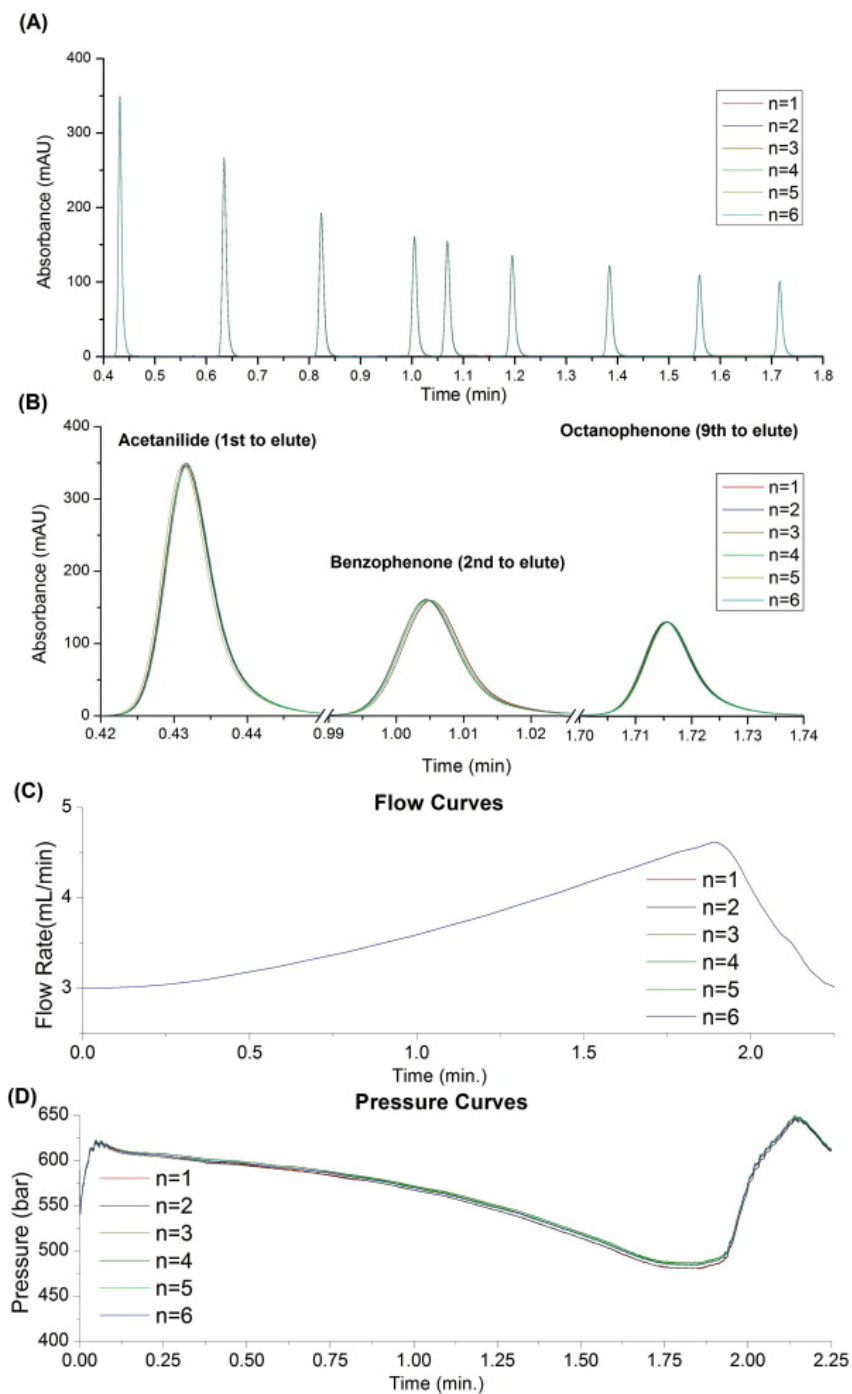 (A)
400
300
200
100
0
Absorbance (mAU)
n=1
n=2
n=3
n=4
n=5
n=6
0.4 0.5 0.6 0.7 0.8 0.9 1.0 1.1 1.2 1.3 1.4 1.5 1.6 1.7 1.8
Time (min)
(B)
400
300
200
100
0
Absorbance (mAU)
Acetanilide (1st to elute)
Octanophenone (9th to elute)
Benzophenone (2nd to elute)
n=1
n=2
n=3
n=4
n=5
n=6
0.42 0.43 0.44 0.99 1.00 1.01 1.02 1.70 1.71 1.72 1.73 1.74
Time (min)
(C)
Flow Curves
5
4
3
Flow Rate(mL/min)
n=1
n=2
n=3
n=4
n=5
n=6
0.0 0.5 1.0 1.5 2.0
Time (min.)
(D)
Pressure Curves
650
600
550
500
450
400
Pressure (bar)
n=1
n=2
n=3
n=4
n=5
n=6
0.00 0.25 0.50 0.75 1.00 1.25 1.50 1.75 2.00 2.25
Time (min.)